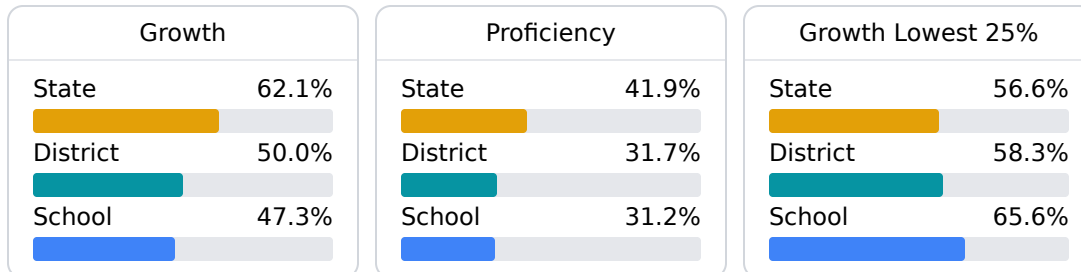 Growth
State 62.1%
District 50.0%
School 47.3%
Proficiency
State 41.9%
District 31.7%
School 31.2%
Growth Lowest 25%
State 56.6%
District 58.3%
School 65.6%